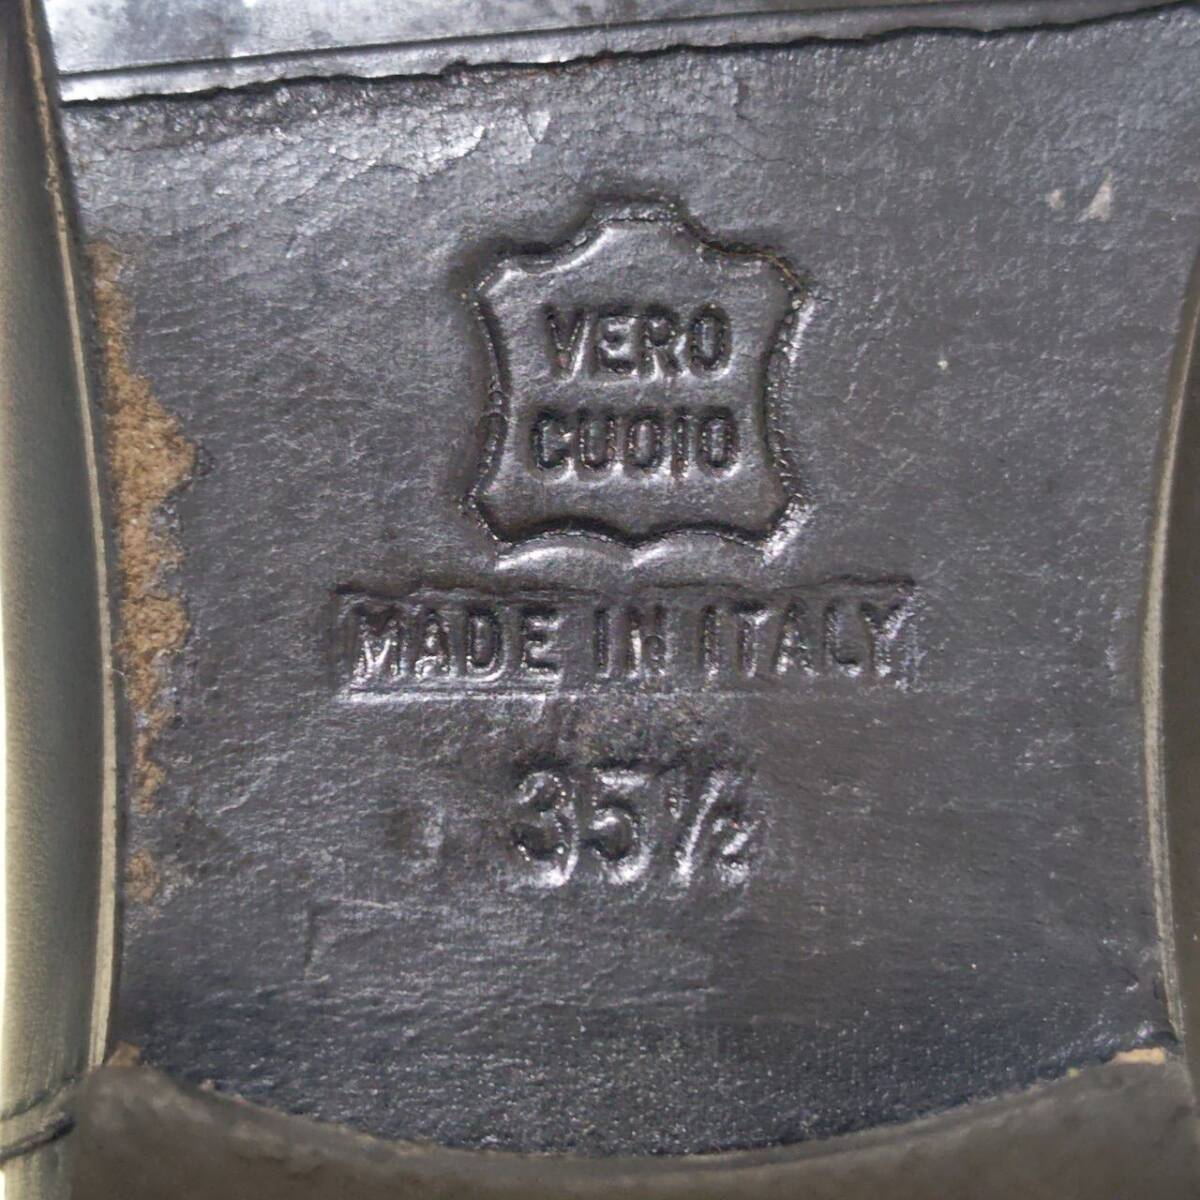 VERO
CUOIO
MADE IN ITALY
35½